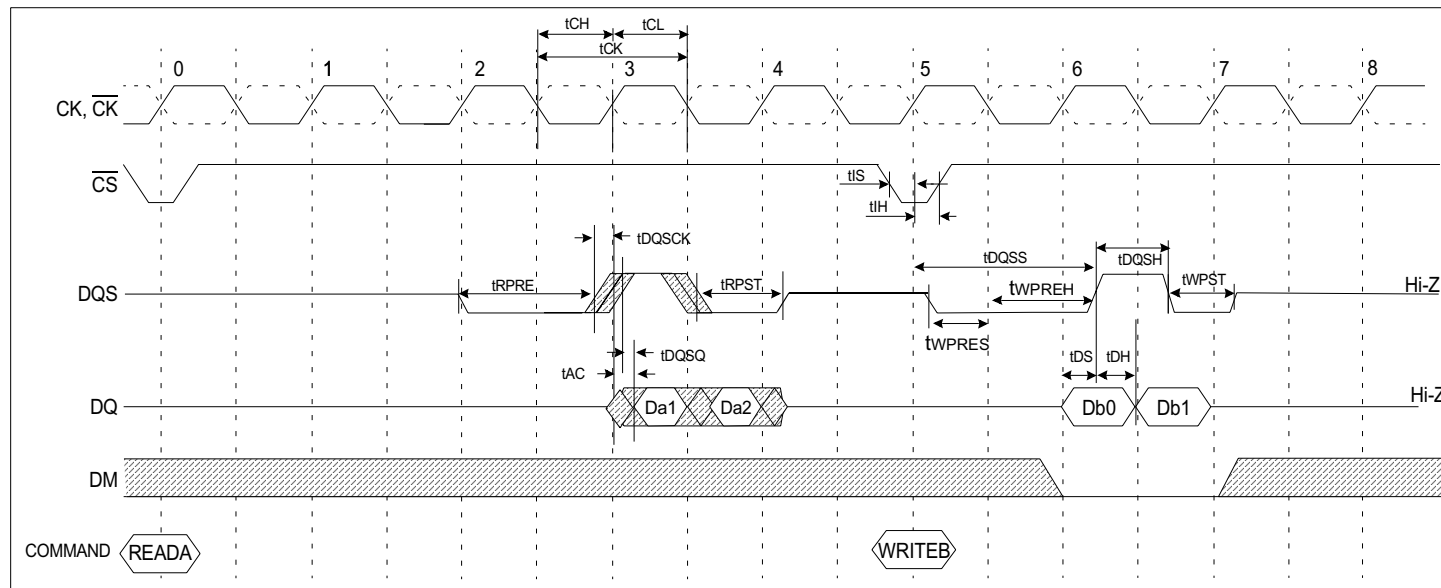 tCH tCL
tCK
0 1 2 3 4 5 6 7 8
CK, CK
CS
tIS
tIH
tDQSCK
tDQSS tDQSH
DQS tRPRE tRPST tWPREH tWPST Hi-Z
tWPRES
tDQSQ
tAC tDS tDH
DQ Da1 Da2 Db0 Db1 Hi-Z
DM
COMMAND READA WRITEB